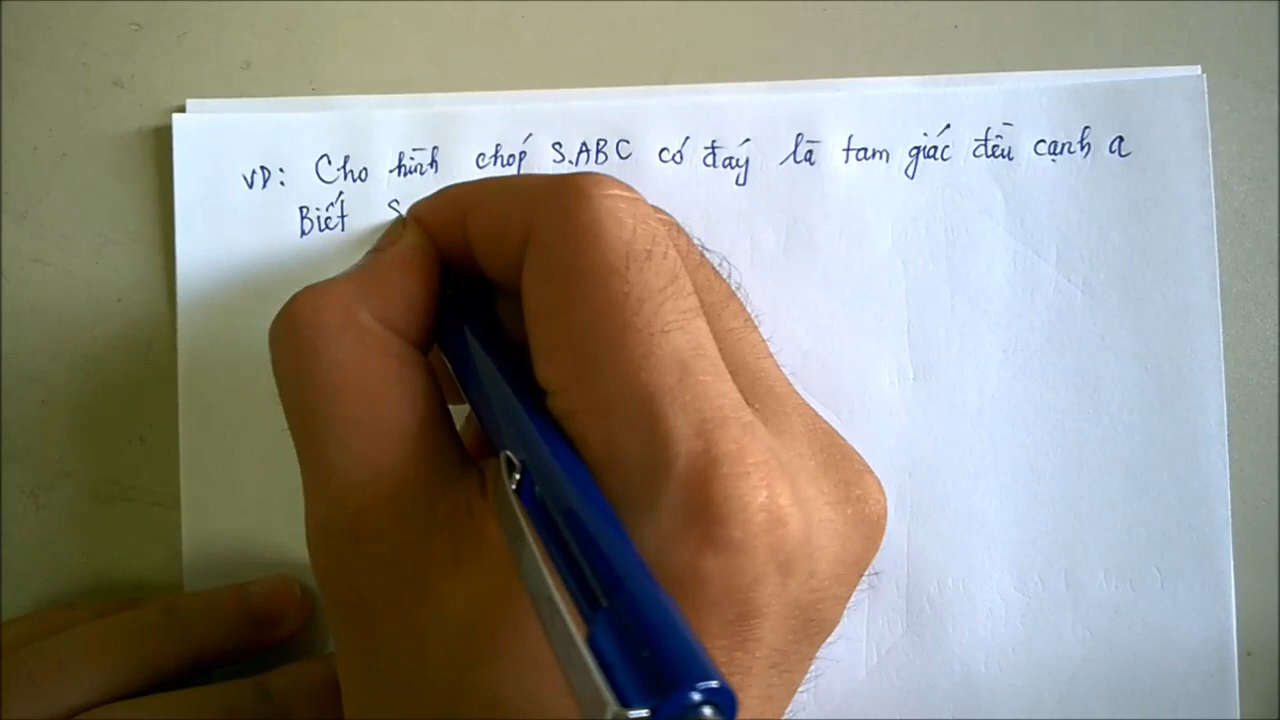 VD: Cho hình chóp S.ABC có đáy là tam giác đều cạnh a
Biết S